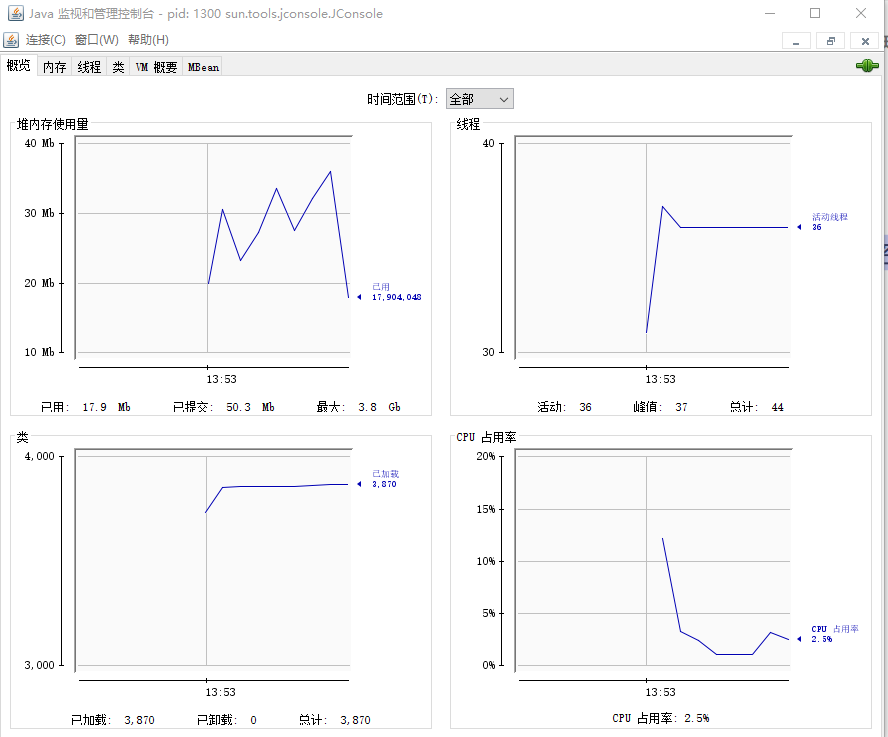 Java 监视和管理控制台 - pid: 1300 sun.tools.jconsole.JConsole
连接(C) 窗口(W) 帮助(H)
概览 内存 线程 类 VM 概要 MBean
时间范围(T): 全部
堆内存使用量
40 Mb
30 Mb
20 Mb
10 Mb
已用
17,904,048
13:53
已用: 17.9 Mb 已提交: 50.3 Mb 最大: 3.8 Gb
线程
40
30
活动线程
36
13:53
活动: 36 峰值: 37 总计: 44
类
4,000
3,000
已加载
3,870
13:53
已加载: 3,870 已卸载: 0 总计: 3,870
CPU 占用率
20%
15%
10%
5%
0%
CPU 占用率
2.5%
13:53
CPU 占用率: 2.5%